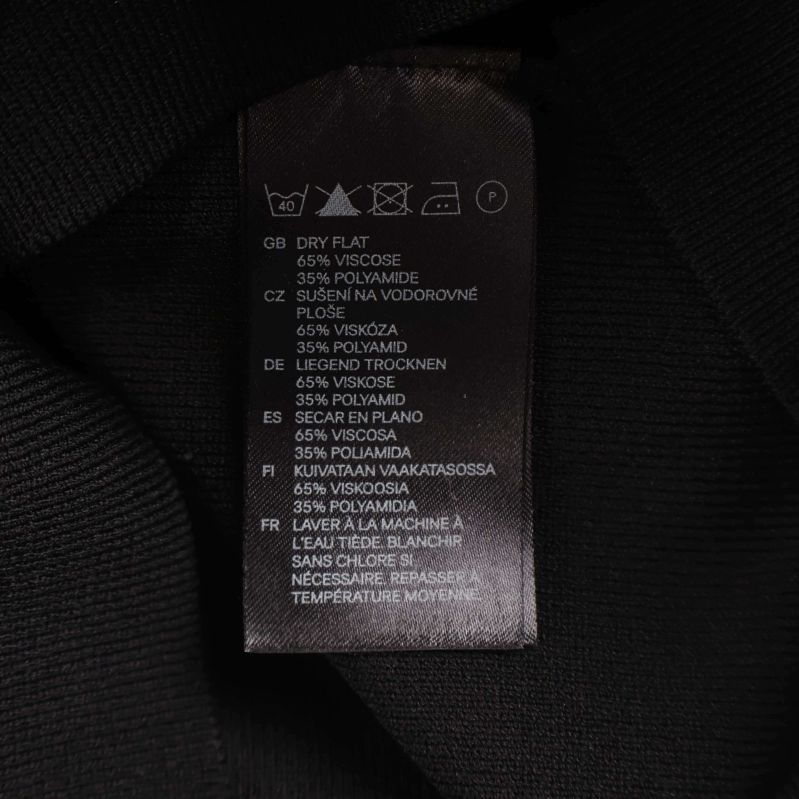 40 P
GB DRY FLAT
65% VISCOSE
35% POLYAMIDE
CZ SUŠENÍ NA VODOROVNÉ
PLOŠE
65% VISKÓZA
35% POLYAMID
DE LIEGEND TROCKNEN
65% VISKOSE
35% POLYAMID
ES SECAR EN PLANO
65% VISCOSA
35% POLIAMIDA
FI KUIVATAAN VAAKATASOSSA
65% VISKOOSIA
35% POLYAMIDIA
FR LAVER À LA MACHINE À
L'EAU TIÈDE. BLANCHIR
SANS CHLORE SI
NÉCESSAIRE. REPASSER À
TEMPÉRATURE MOYENNE.